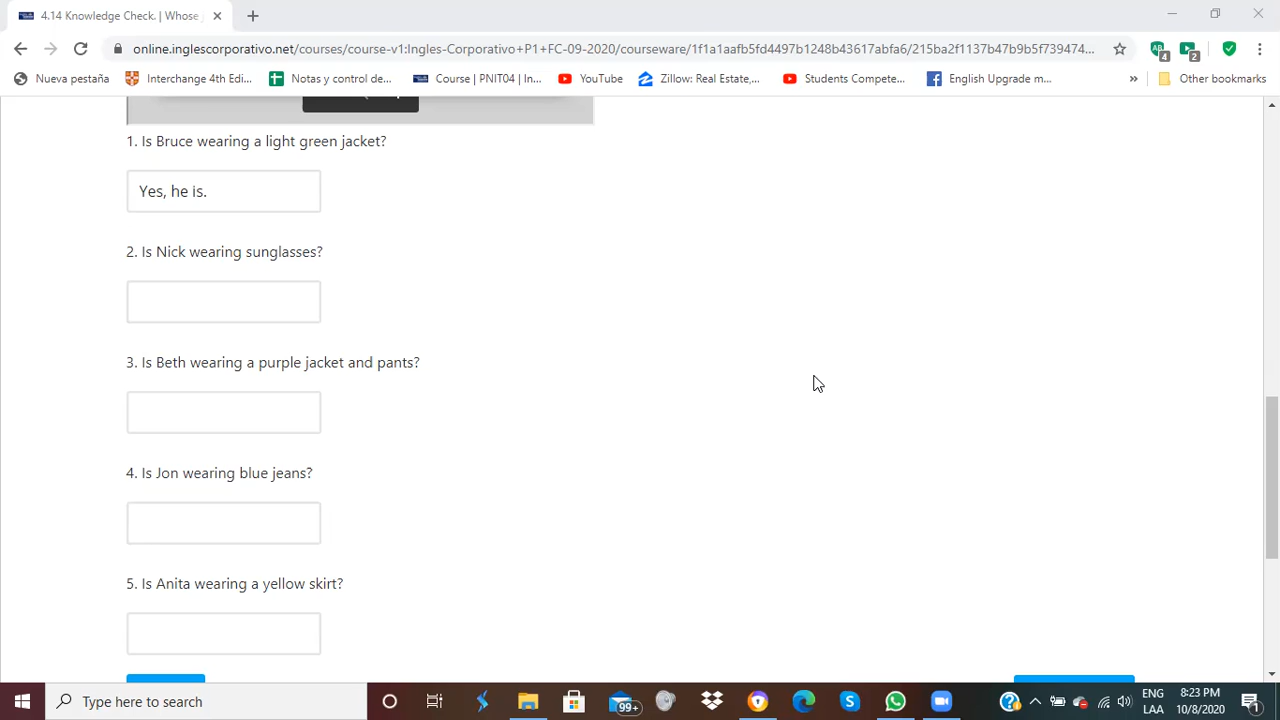 4.14 Knowledge Check. | Whose
online.inglescorporativo.net/courses/course-v1:Ingles-Corporativo+P1+FC-09-2020/courseware/1f1a1aafb5fd4497b1248b43617abfa6/215ba2f1137b47b9b5f739474...
4
2
Nueva pestaña
Interchange 4th Edi...
Notas y control de...
Course | PNIT04 | In...
YouTube
Zillow: Real Estate,...
Students Compete...
English Upgrade m...
»
Other bookmarks
1. Is Bruce wearing a light green jacket?
Yes, he is.
2. Is Nick wearing sunglasses?
3. Is Beth wearing a purple jacket and pants?
4. Is Jon wearing blue jeans?
5. Is Anita wearing a yellow skirt?
Type here to search
99+
ENG
LAA
8:23 PM
10/8/2020
1